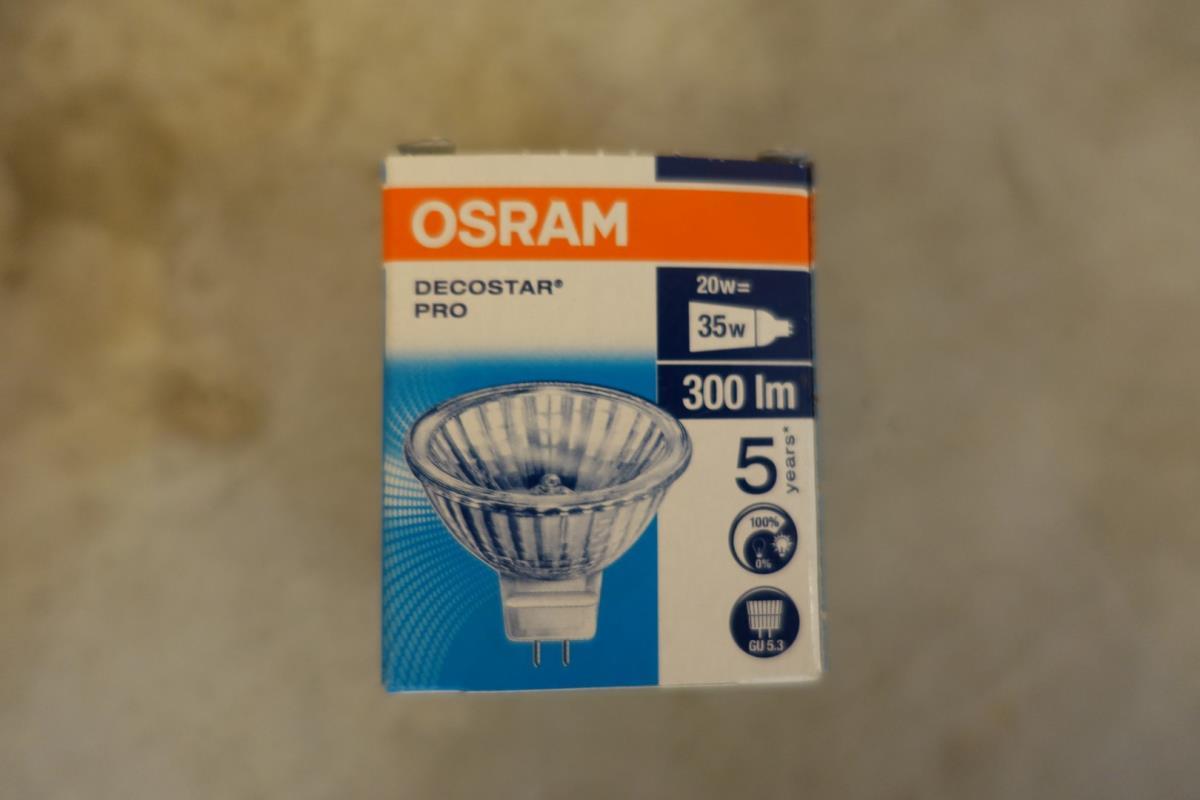 OSRAM
DECOSTAR®
PRO
20w=
35w
300 lm
5 years*
100%
0%
GU 5.3